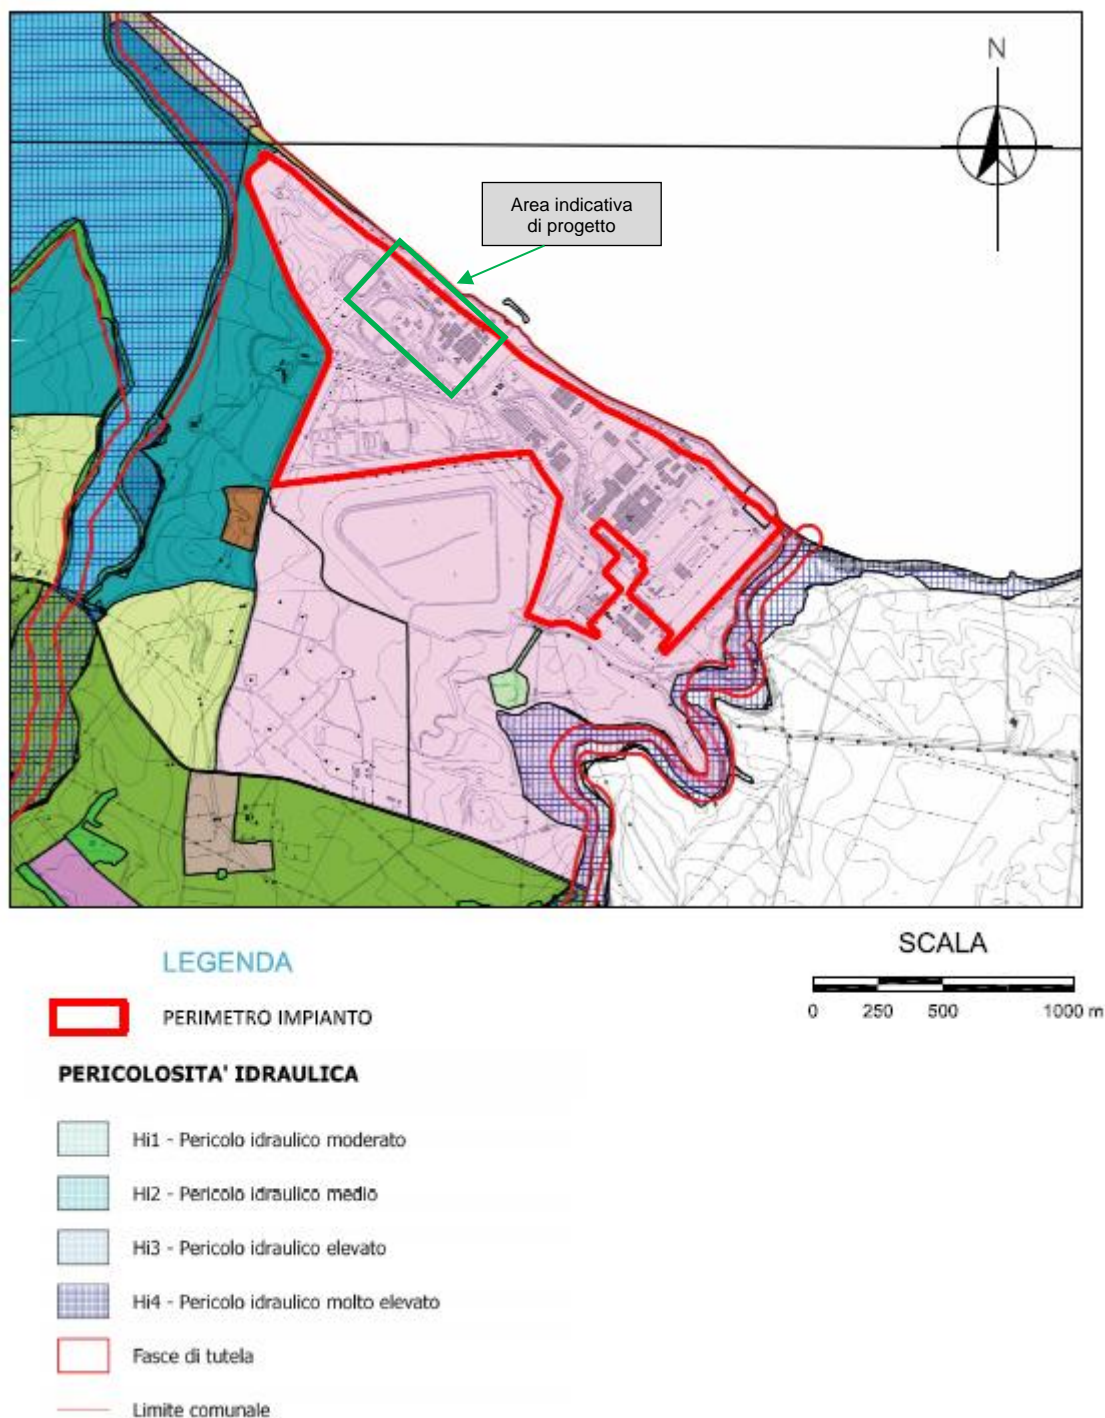 N
Area indicativa
di progetto
LEGENDA
PERIMETRO IMPIANTO
SCALA
0 250 500 1000 m
PERICOLOSITA' IDRAULICA
Hi1 - Pericolo idraulico moderato
Hi2 - Pericolo idraulico medio
Hi3 - Pericolo idraulico elevato
Hi4 - Pericolo idraulico molto elevato
Fasce di tutela
Limite comunale